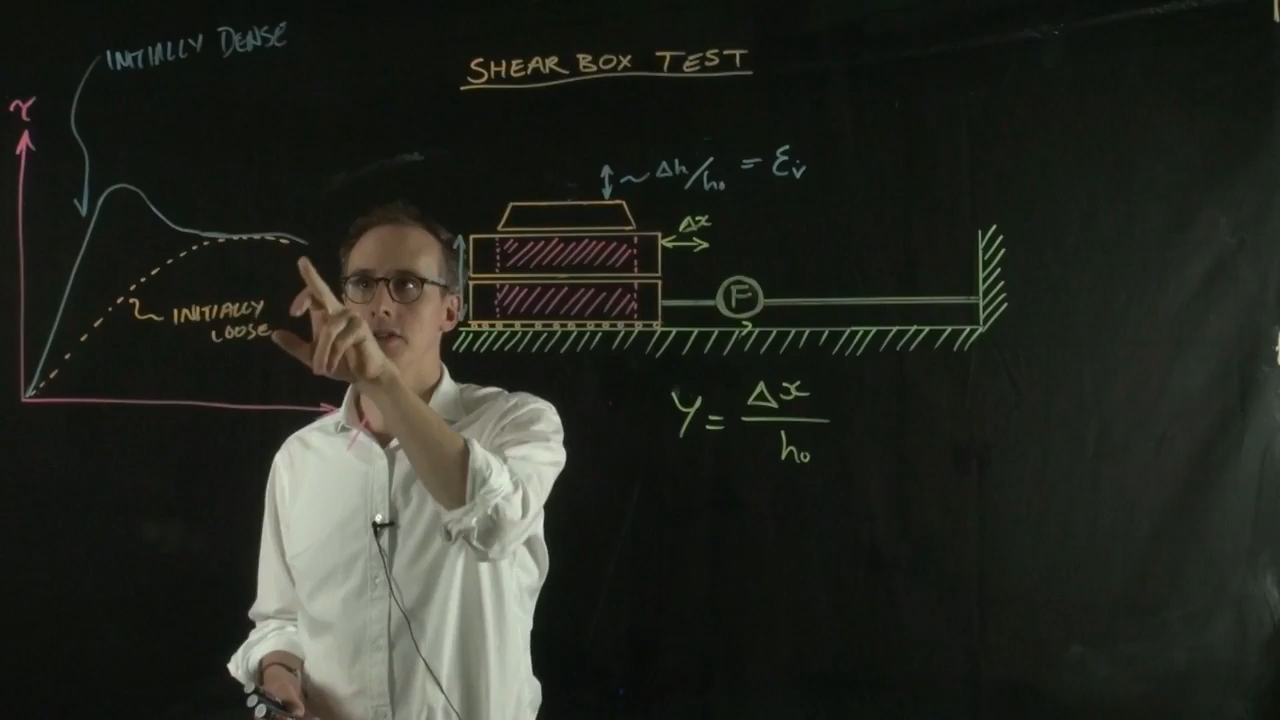 INITIALLY DENSE
SHEAR BOX TEST
τ
~ Δh/h₀ = εᵥ
Δx
F
~ INITIALLY
LOOSE
γ = Δx / h₀